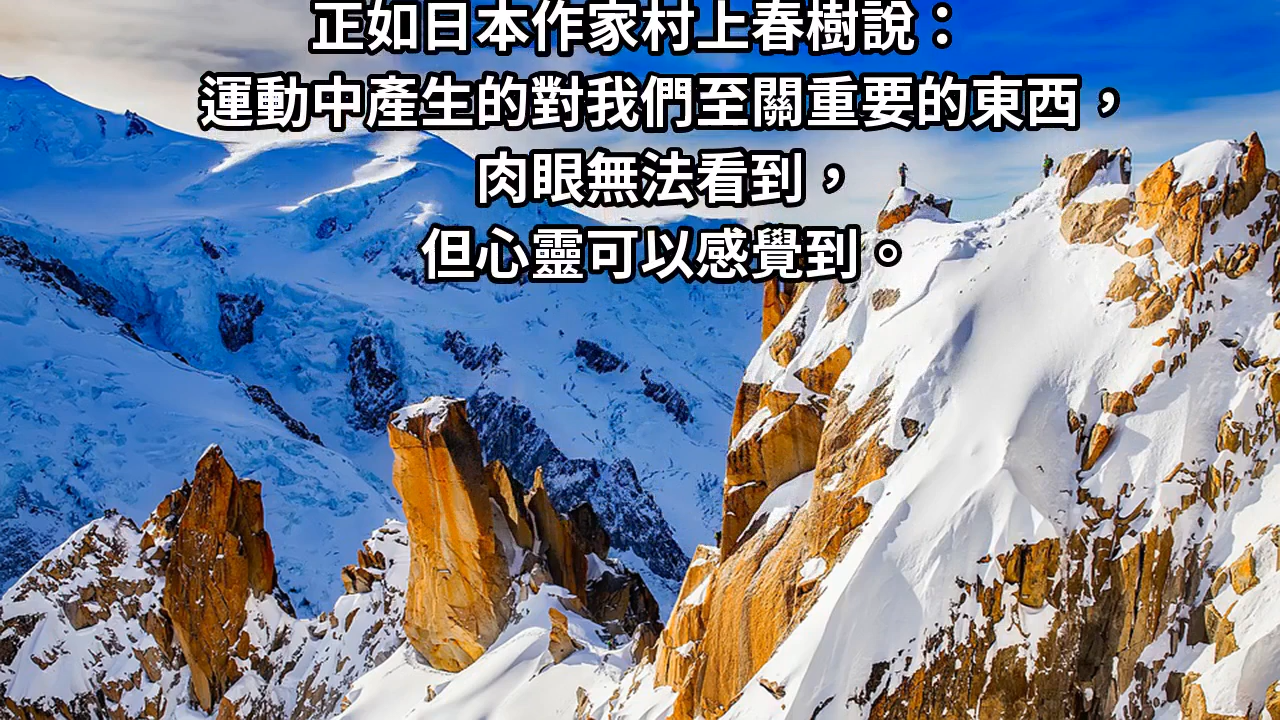 正如日本作家村上春樹說：
運動中產生的對我們至關重要的東西，
肉眼無法看到，
但心靈可以感覺到。